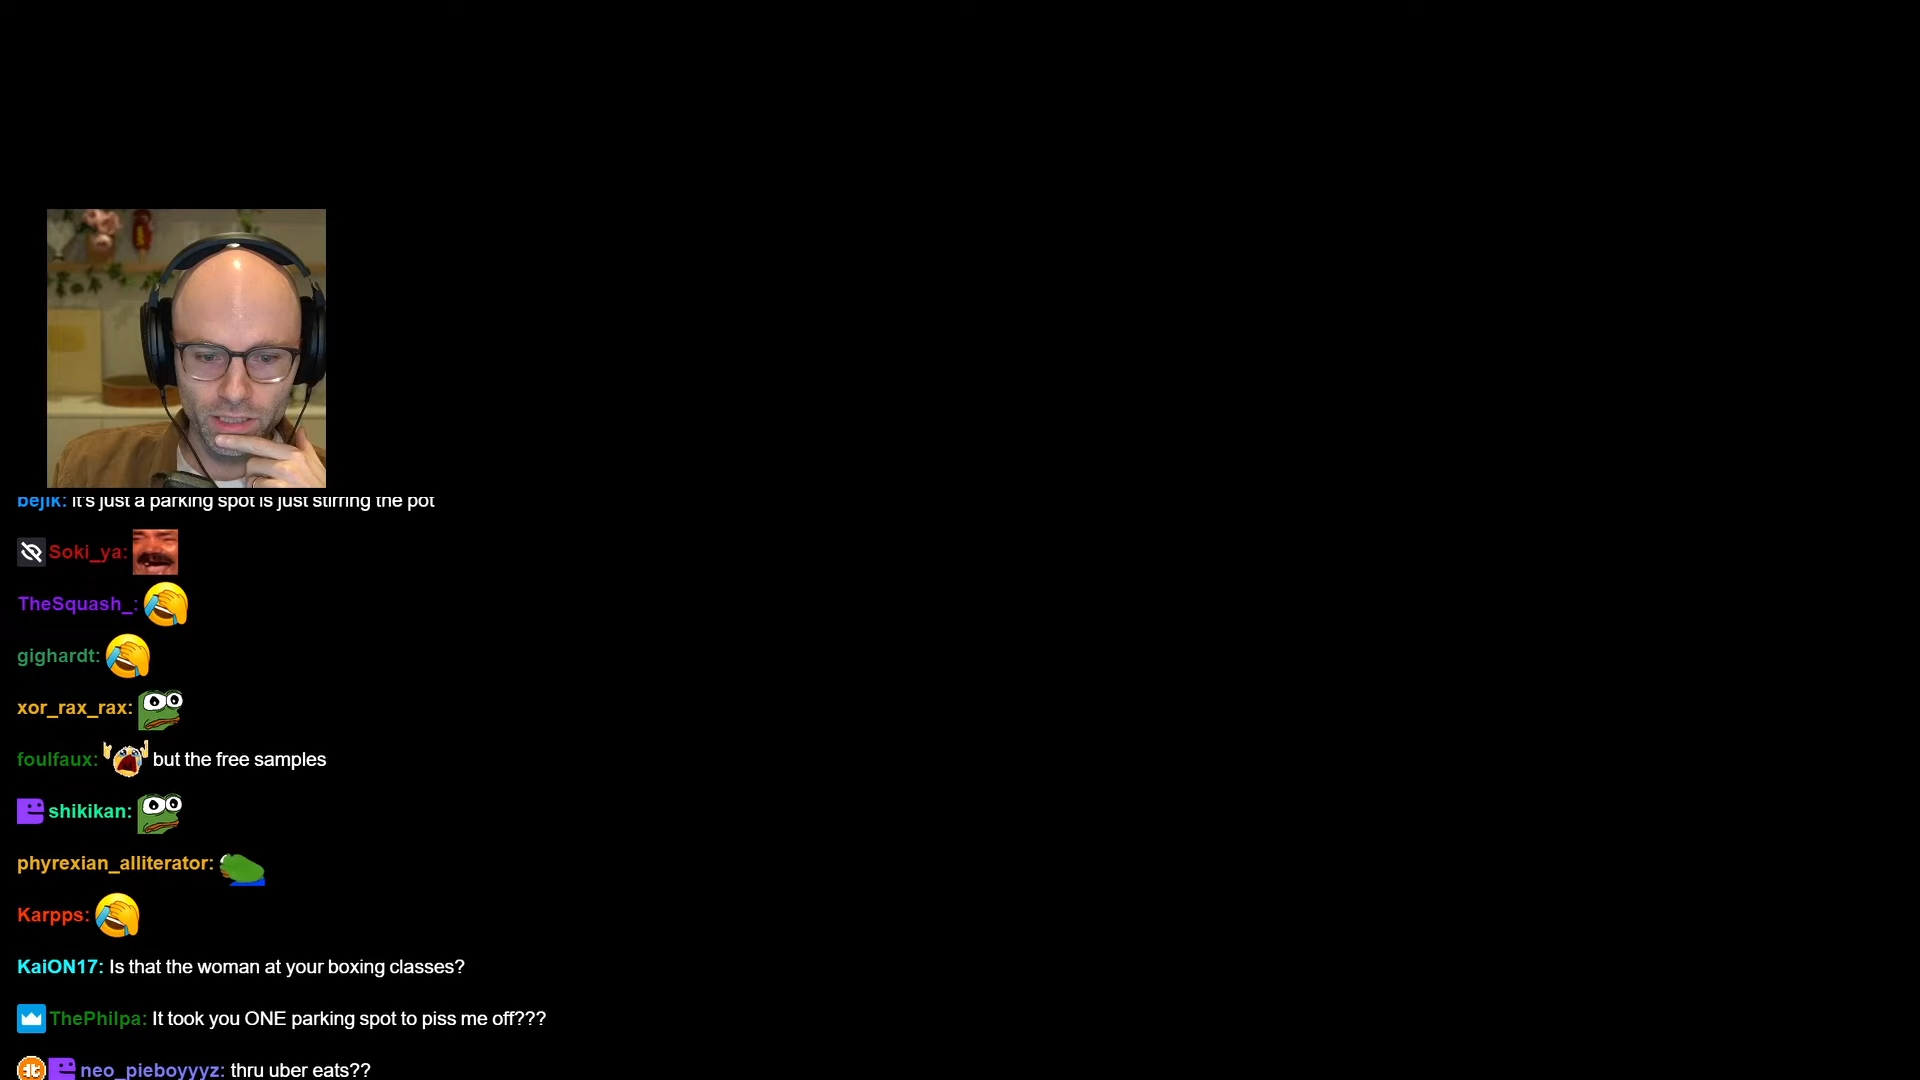 bejik: it's just a parking spot is just stirring the pot
Soki_ya:
TheSquash_:
gighardt:
xor_rax_rax:
foulfaux: but the free samples
shikikan:
phyrexian_alliterator:
Karpps:
KaiON17: Is that the woman at your boxing classes?
ThePhilpa: It took you ONE parking spot to piss me off???
neo_pieboyyyz: thru uber eats??